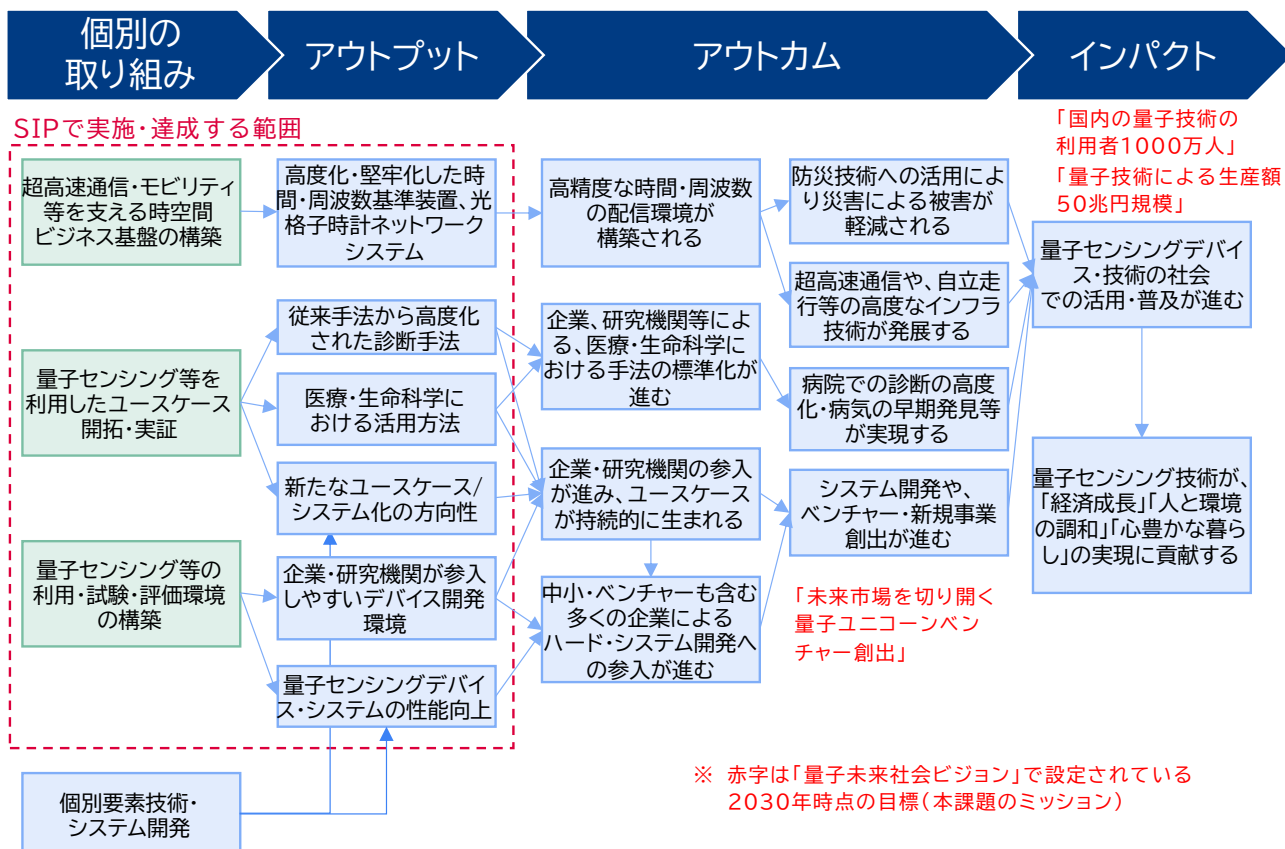 個別の
取り組み
アウトプット
アウトカム
インパクト
SIPで実施・達成する範囲
「国内の量子技術の
利用者1000万人」
「量子技術による生産額
50兆円規模」
超高速通信・モビリティ
等を支える時空間
ビジネス基盤の構築
高度化・堅牢化した時
間・周波数基準装置、光
格子時計ネットワーク
システム
高精度な時間・周波数
の配信環境が
構築される
防災技術への活用によ
り災害による被害が
軽減される
超高速通信や、自立走
行等の高度なインフラ
技術が発展する
量子センシングデバイ
ス・技術の社会
での活用・普及が進む
量子センシング等を
利用したユースケース
開拓・実証
従来手法から高度化
された診断手法
医療・生命科学に
おける活用方法
新たなユースケース/
システム化の方向性
企業、研究機関等によ
る、医療・生命科学に
おける手法の標準化が
進む
病院での診断の高度
化・病気の早期発見等
が実現する
企業・研究機関の参入
が進み、ユースケース
が持続的に生まれる
システム開発や、
ベンチャー・新規事業
創出が進む
量子センシング技術が、
「経済成長」「人と環境
の調和」「心豊かな暮ら
し」の実現に貢献する
量子センシング等の
利用・試験・評価環境
の構築
企業・研究機関が参入
しやすいデバイス開発
環境
量子センシングデバイ
ス・システムの性能向上
中小・ベンチャーも含む
多くの企業による
ハード・システム開発へ
の参入が進む
「未来市場を切り開く
量子ユニコーンベン
チャー創出」
個別要素技術・
システム開発
※ 赤字は「量子未来社会ビジョン」で設定されている
2030年時点の目標(本課題のミッション)